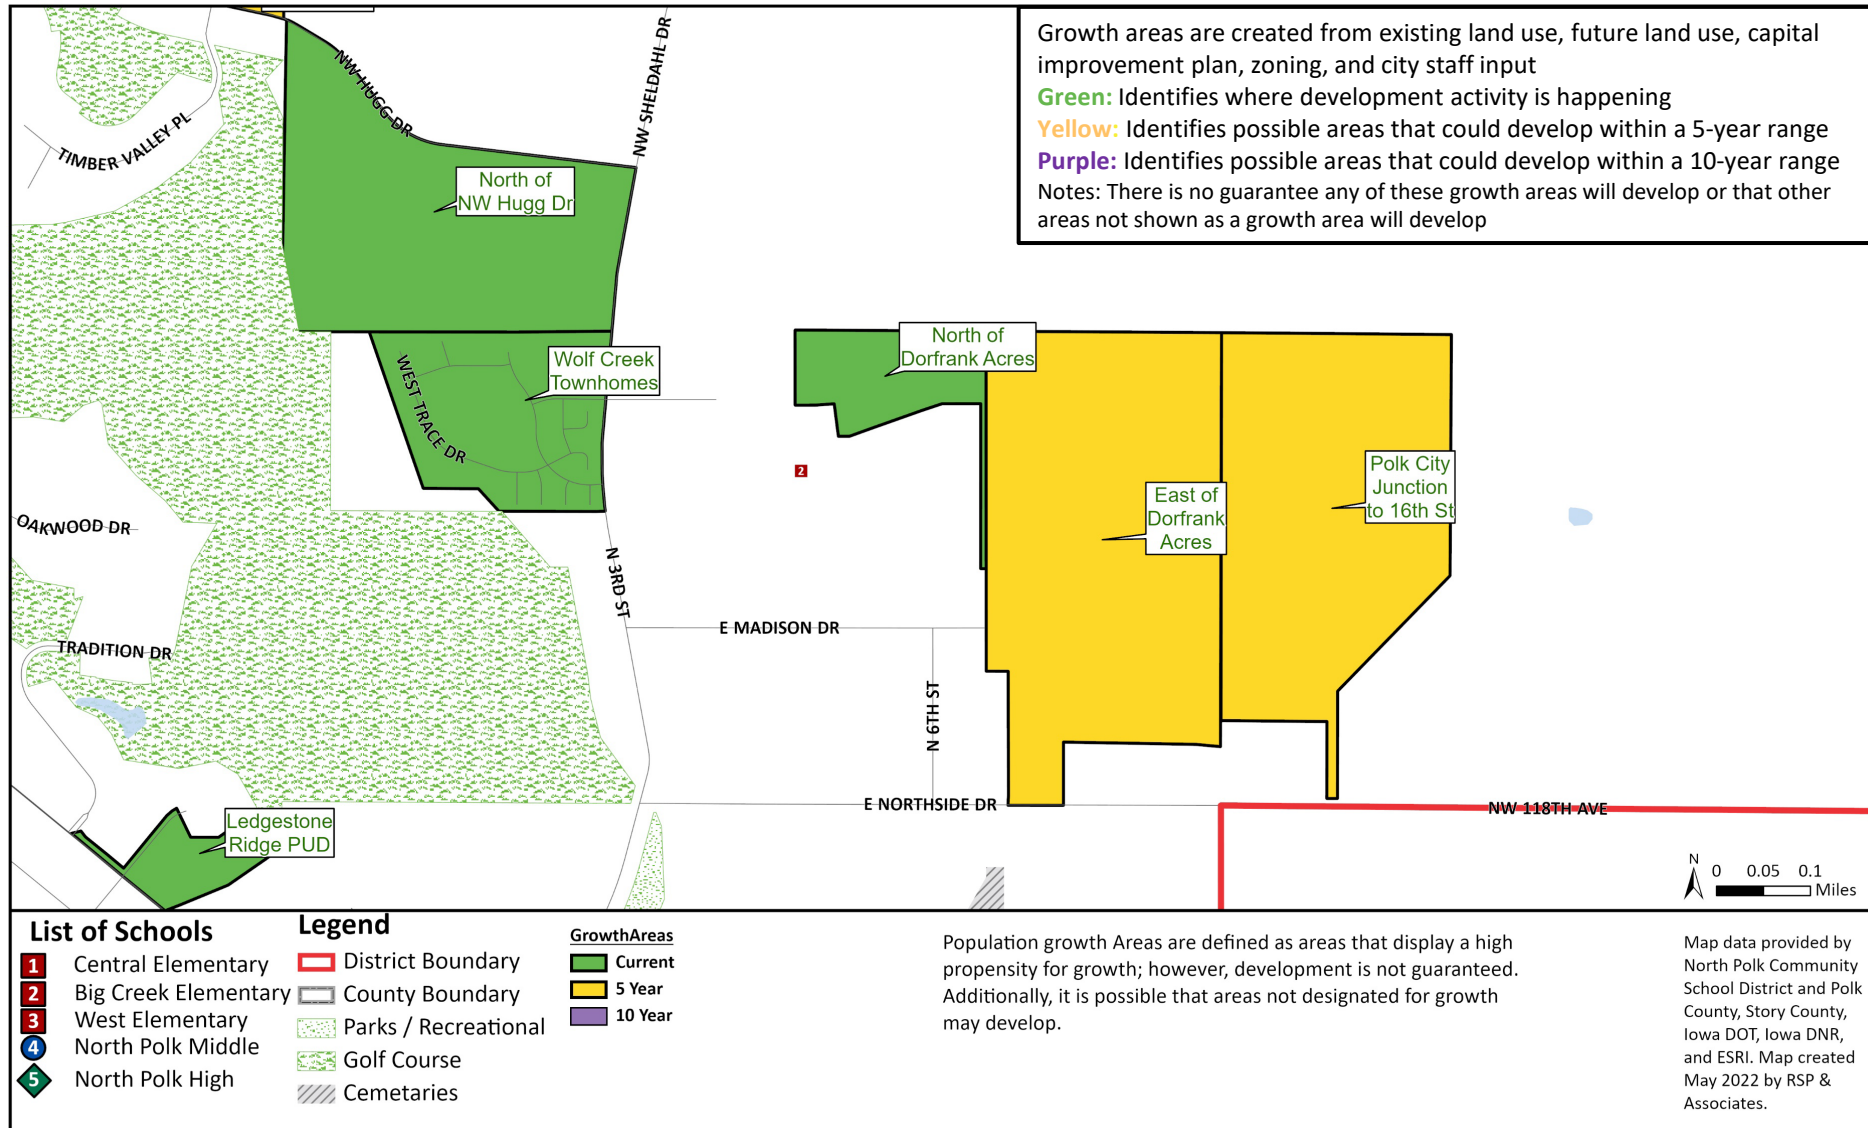 Growth areas are created from existing land use, future land use, capital
improvement plan, zoning, and city staff input
Green: Identifies where development activity is happening
Yellow: Identifies possible areas that could develop within a 5-year range
Purple: Identifies possible areas that could develop within a 10-year range
Notes: There is no guarantee any of these growth areas will develop or that other
areas not shown as a growth area will develop
NW HUGG DR
NW SHELDAHL DR
TIMBER VALLEY PL
North of
NW Hugg Dr
North of
Dorfrank Acres
Wolf Creek
Townhomes
WEST TRACE DR
2
Polk City
Junction
to 16th St
East of
Dorfrank
Acres
OAKWOOD DR
N 3RD ST
E MADISON DR
TRADITION DR
N 6TH ST
E NORTHSIDE DR
NW 118TH AVE
Ledgestone
Ridge PUD
N
0 0.05 0.1
Miles
List of Schools
1 Central Elementary
2 Big Creek Elementary
3 West Elementary
4 North Polk Middle
5 North Polk High
Legend
District Boundary
County Boundary
Parks / Recreational
Golf Course
Cemetaries
GrowthAreas
Current
5 Year
10 Year
Population growth Areas are defined as areas that display a high
propensity for growth; however, development is not guaranteed.
Additionally, it is possible that areas not designated for growth
may develop.
Map data provided by
North Polk Community
School District and Polk
County, Story County,
Iowa DOT, Iowa DNR,
and ESRI. Map created
May 2022 by RSP &
Associates.